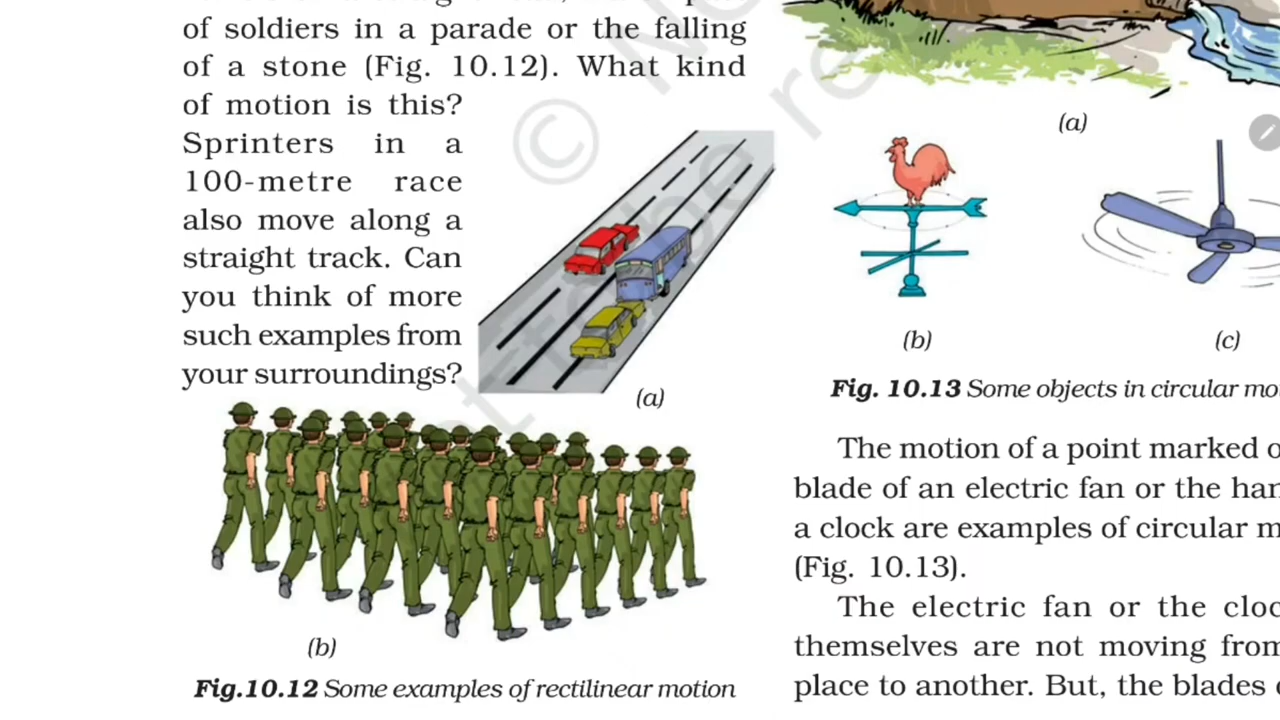 of soldiers in a parade or the falling
of a stone (Fig. 10.12). What kind
of motion is this?
Sprinters in a
100-metre race
also move along a
straight track. Can
you think of more
such examples from
your surroundings?
(a)
(b)
Fig.10.12 Some examples of rectilinear motion
(a)
(b)
(c)
Fig. 10.13 Some objects in circular
The motion of a point marked
blade of an electric fan or the
a clock are examples of circular
(Fig. 10.13).
The electric fan or the
themselves are not moving
place to another. But, the blades
©
be